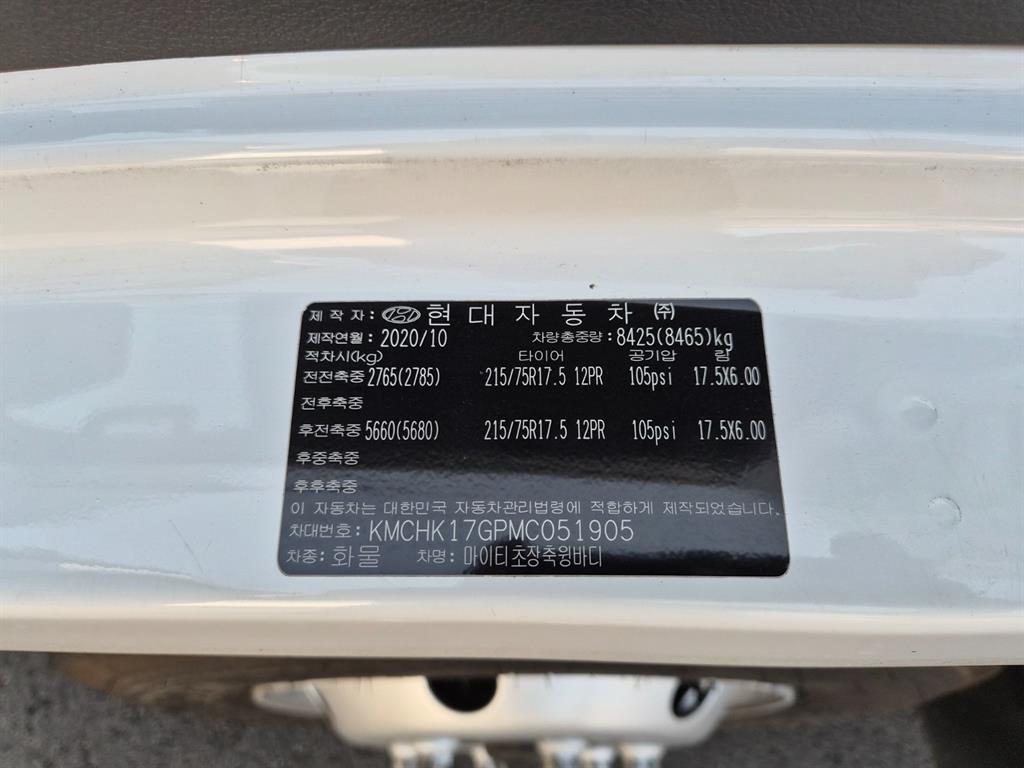 제 작 자: 현 대 자 동 차 ㈜
제작연월: 2020/10 차량총중량: 8425(8465)kg
적차시(kg) 타이어 공기압 림
전전축중 2765(2785) 215/75R17.5 12PR 105psi 17.5X6.00
전후축중
후전축중 5660(5680) 215/75R17.5 12PR 105psi 17.5X6.00
후중축중
후후축중
이 자동차는 대한민국 자동차관리법령에 적합하게 제작되었습니다.
차대번호: KMCHK17GPMC051905
차종: 화물 차명: 마이티초장축윙바디